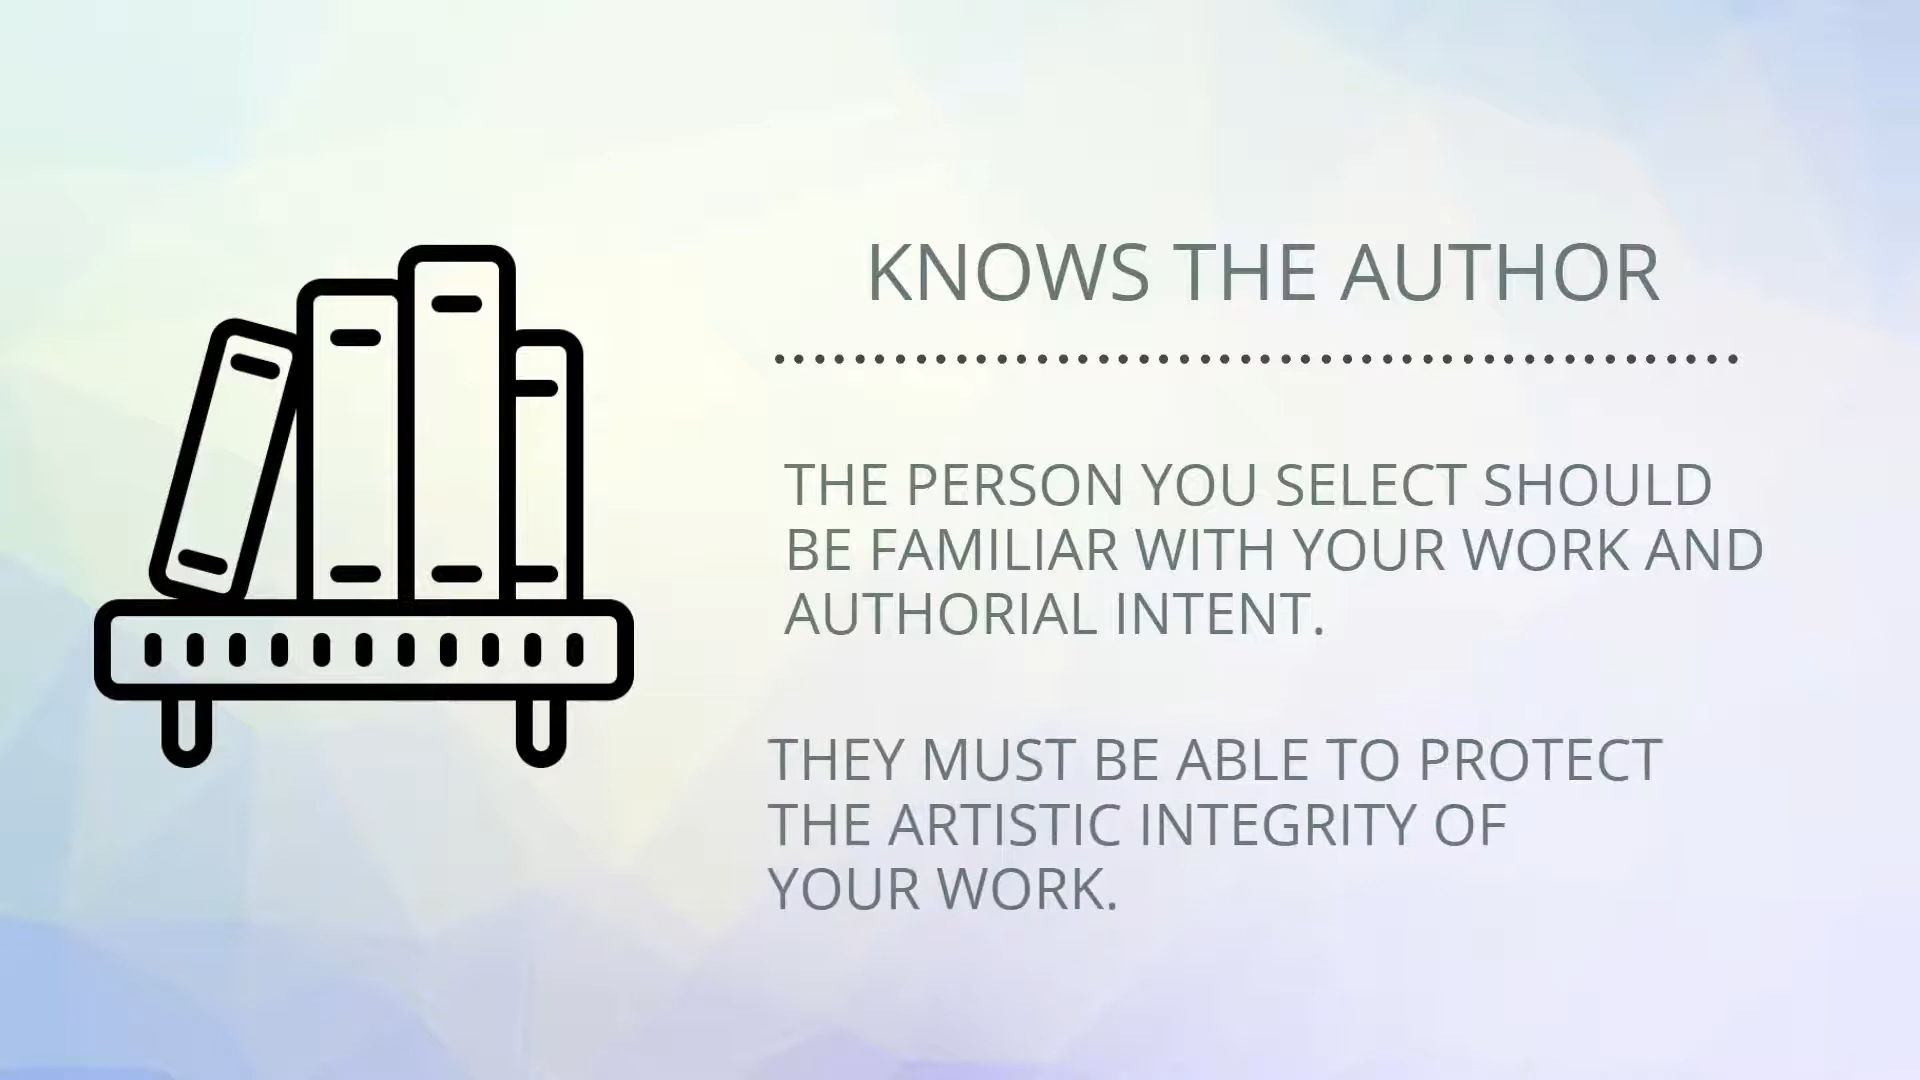 KNOWS THE AUTHOR
THE PERSON YOU SELECT SHOULD
BE FAMILIAR WITH YOUR WORK AND
AUTHORIAL INTENT.
THEY MUST BE ABLE TO PROTECT
THE ARTISTIC INTEGRITY OF
YOUR WORK.